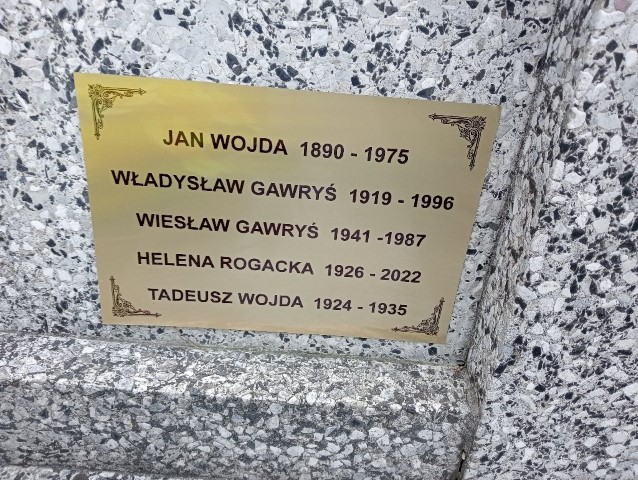 JAN WOJDA 1890 - 1975
WŁADYSŁAW GAWRYŚ 1919 - 1996
WIESŁAW GAWRYŚ 1941 -1987
HELENA ROGACKA 1926 - 2022
TADEUSZ WOJDA 1924 - 1935